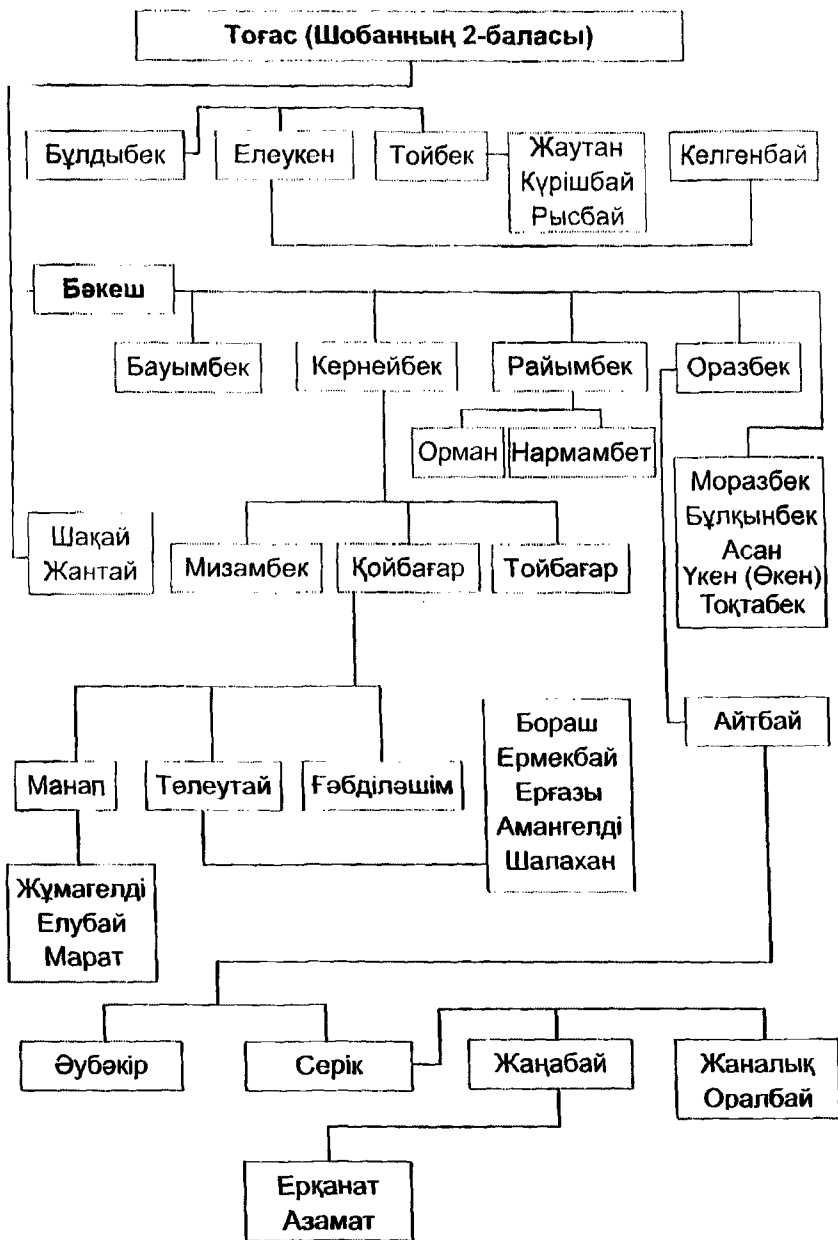 Тоғас (Шобанның 2-баласы)
Бұлдыбек
Елеукен
Тойбек
Жаутан
Күрішбай
Рысбай
Келгенбай
Бәкеш
Бауымбек
Кернейбек
Райымбек
Оразбек
Орман
Нармамбет
Моразбек
Бұлқынбек
Асан
Үкен (Өкен)
Тоқтабек
Шақай
Жантай
Мизамбек
Қойбағар
Тойбағар
Манап
Төлеутай
Ғәбділәшім
Бораш
Ермекбай
Ерғазы
Амангелді
Шалахан
Айтбай
Жұмагелді
Елубай
Марат
Әубәкір
Серік
Жаңабай
Жаналық
Оралбай
Ерқанат
Азамат